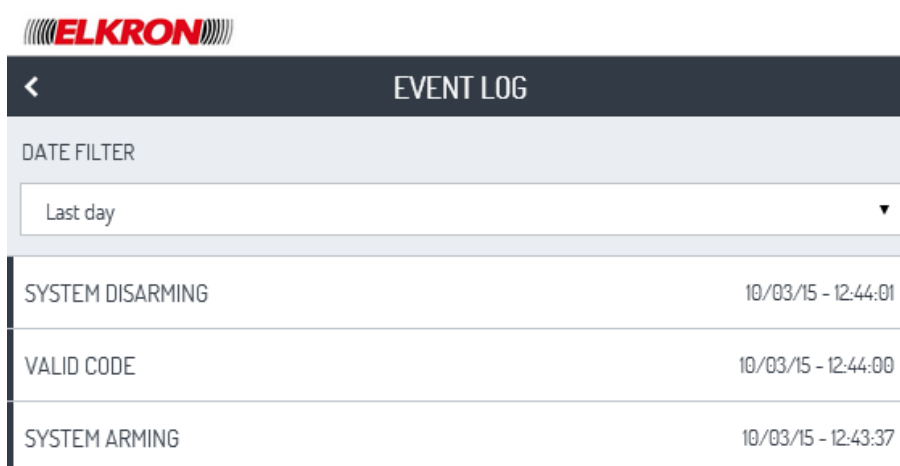 ELKRON
EVENT LOG
DATE FILTER
Last day
SYSTEM DISARMING 10/03/15 - 12:44:01
VALID CODE 10/03/15 - 12:44:00
SYSTEM ARMING 10/03/15 - 12:43:37